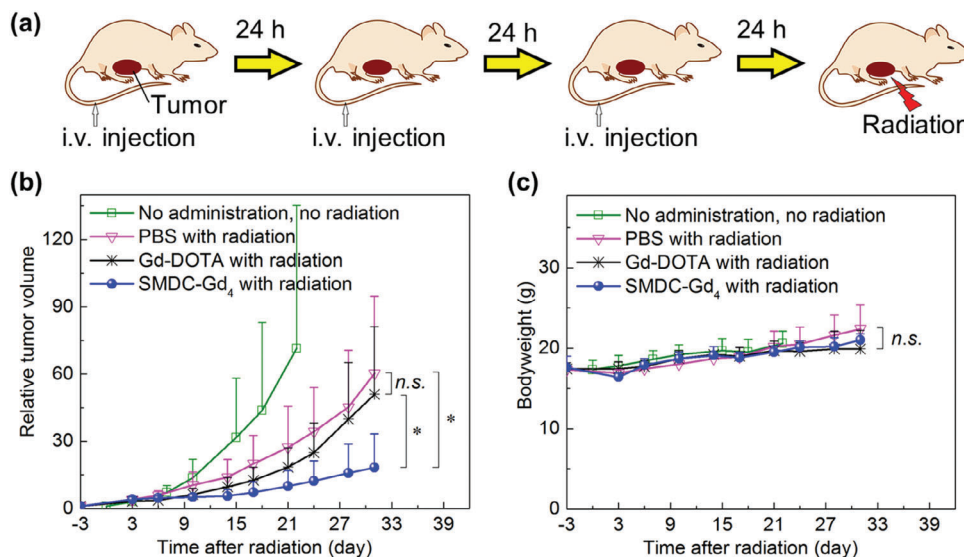 (a)
24 h
24 h
24 h
Tumor
i.v. injection
i.v. injection
i.v. injection
Radiation
(b)
No administration, no radiation
PBS with radiation
Gd-DOTA with radiation
SMDC-Gd4 with radiation
120
90
60
30
0
Relative tumor volume
n.s.
*
*
-3 3 9 15 21 27 33 39
Time after radiation (day)
(c)
No administration, no radiation
PBS with radiation
Gd-DOTA with radiation
SMDC-Gd4 with radiation
30
20
10
0
Bodyweight (g)
n.s.
-3 3 9 15 21 27 33 39
Time after radiation (day)